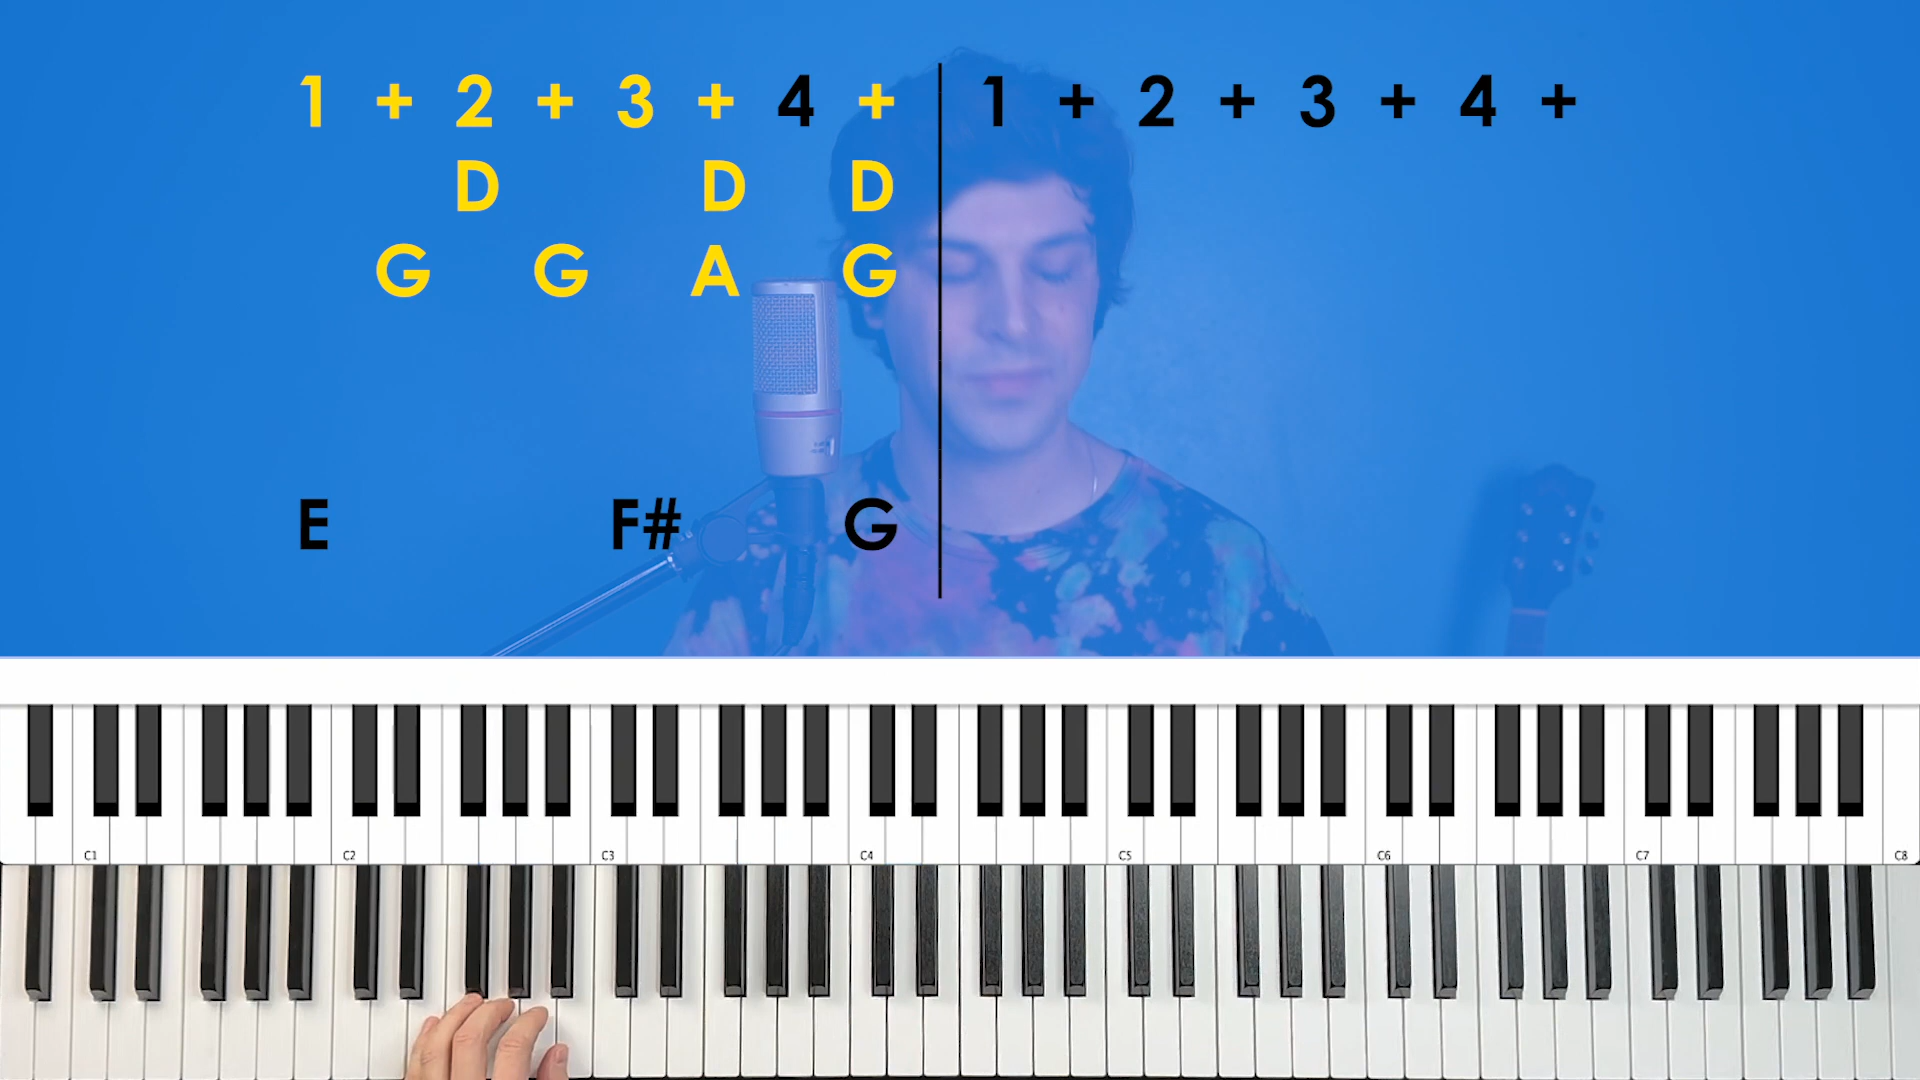 1 + 2 + 3 + 4 + 1 + 2 + 3 + 4 +
D D D
G G A G
E F# G
C1 C2 C3 C4 C5 C6 C7 C8